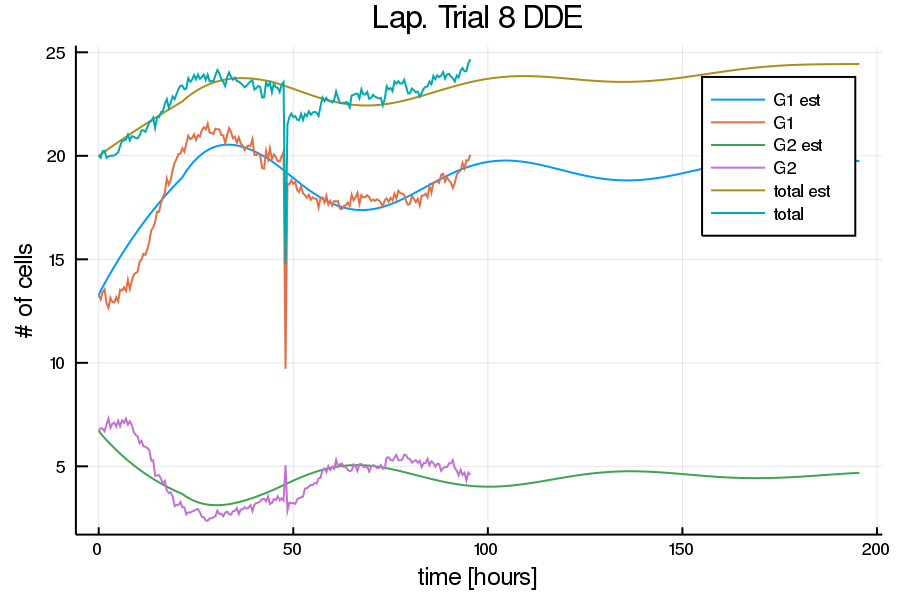 Lap. Trial 8 DDE
25
20
15
10
5
# of cells
G1 est
G1
G2 est
G2
total est
total
0
50
100
150
200
time [hours]